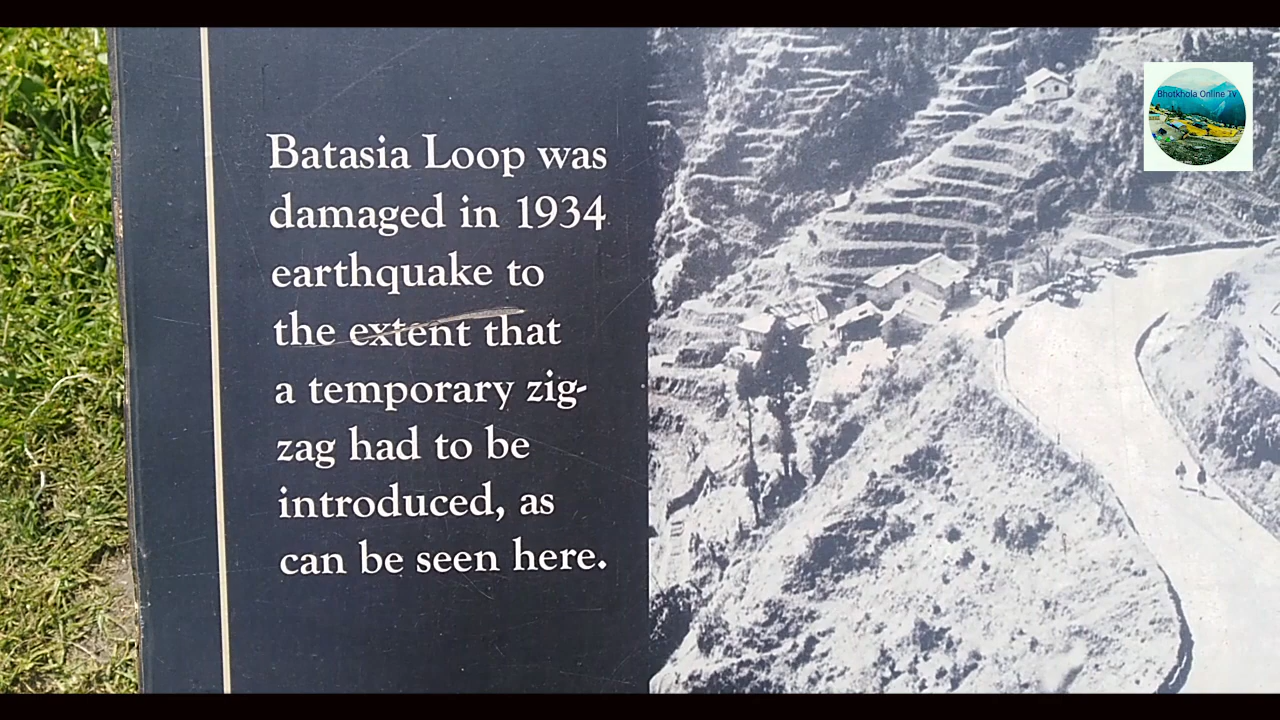 Batasia Loop was
damaged in 1934
earthquake to
the extent that
a temporary zig-
zag had to be
introduced, as
can be seen here.
Bhotkhola Online TV